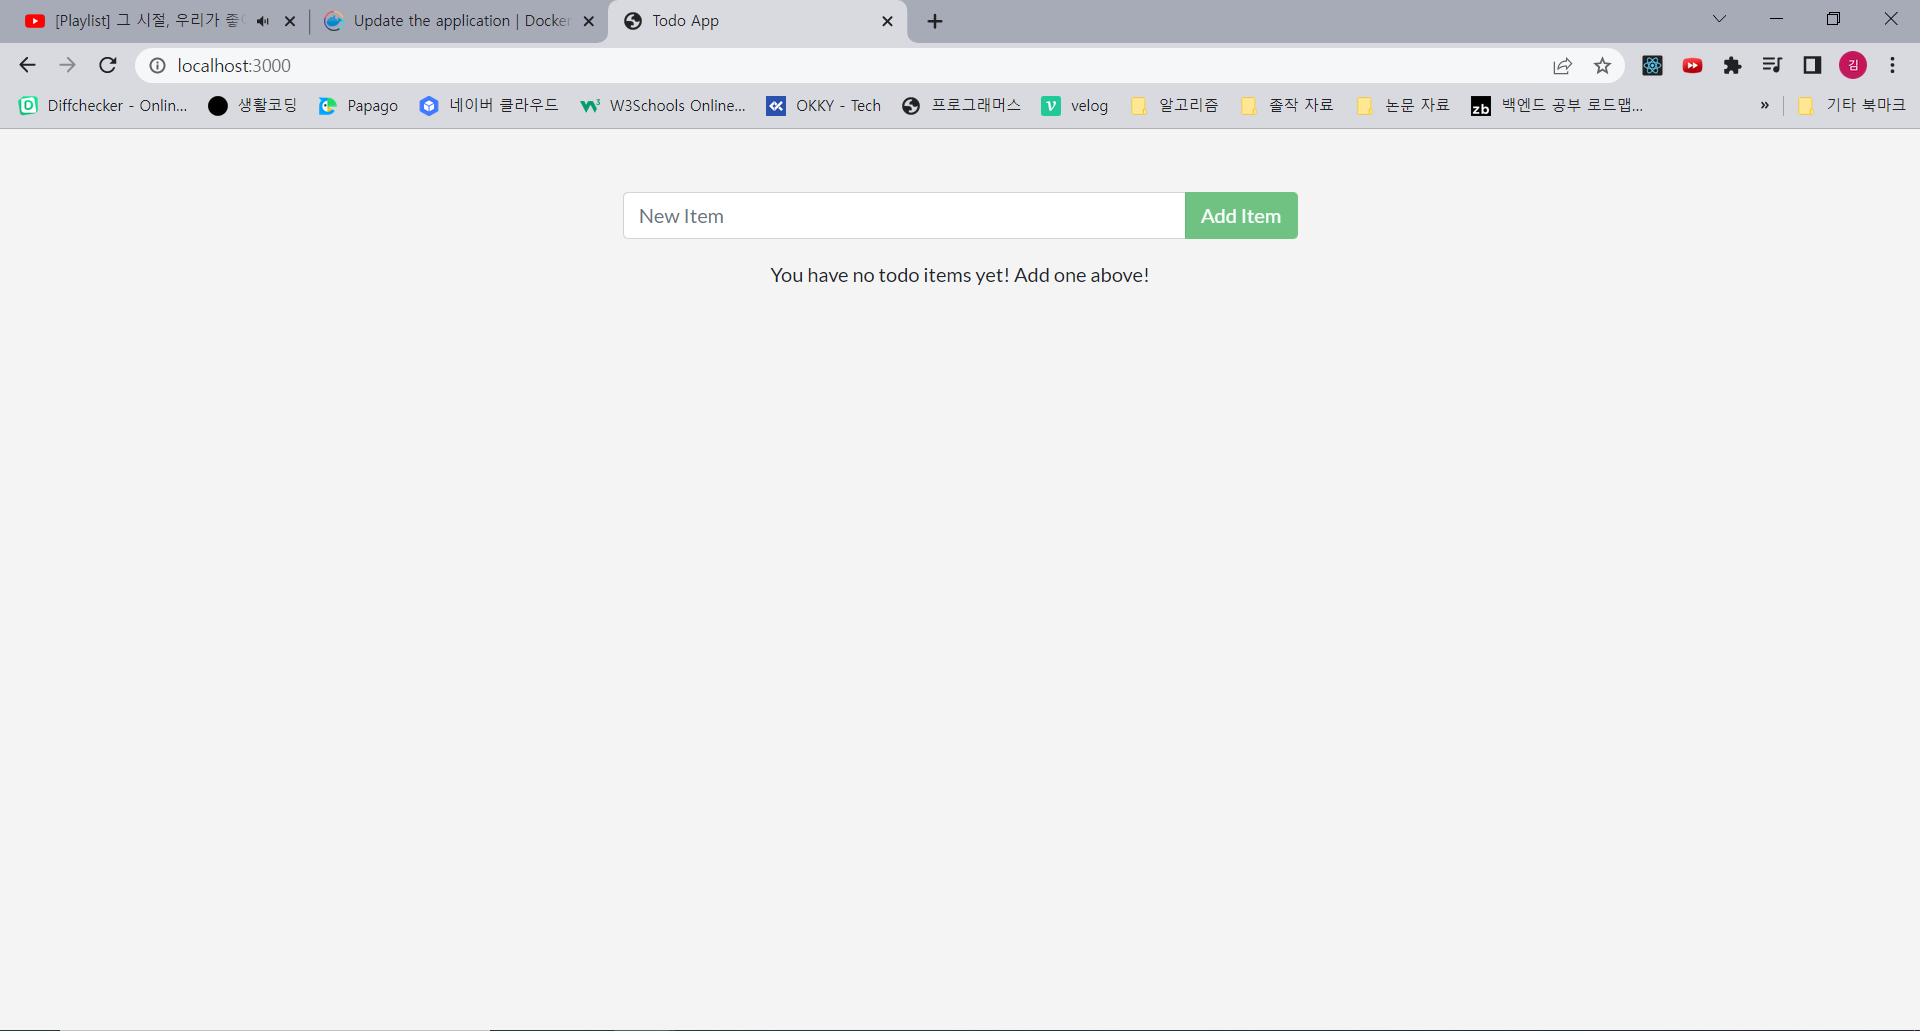 [Playlist] 그 시절, 우리가 좋
Update the application | Docker
Todo App
localhost:3000
김
Diffchecker - Onlin...
생활코딩
Papago
네이버 클라우드
W3Schools Online...
OKKY - Tech
프로그래머스
velog
알고리즘
졸작 자료
논문 자료
zb
백엔드 공부 로드맵...
»
기타 북마크
New Item
Add Item
You have no todo items yet! Add one above!